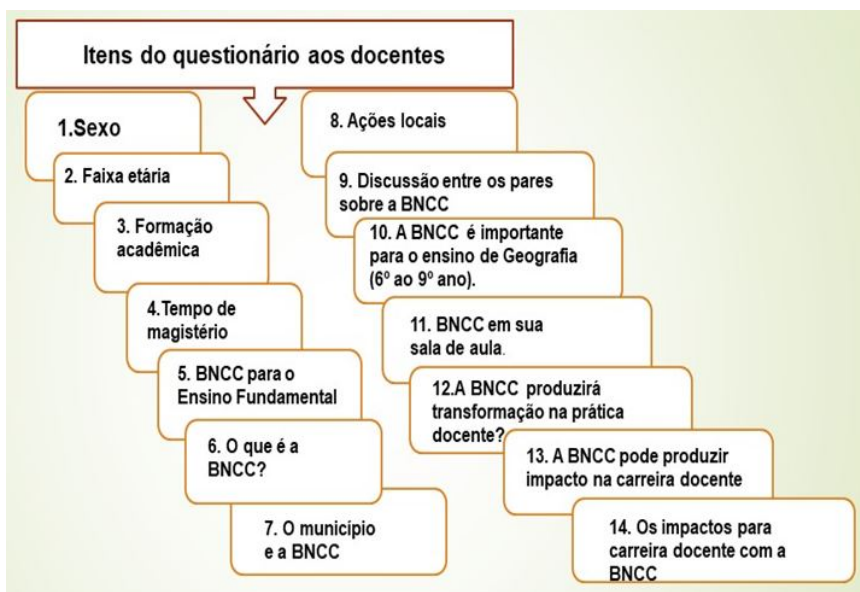 Itens do questionário aos docentes
1.Sexo
2. Faixa etária
3. Formação
acadêmica
4.Tempo de
magistério
5. BNCC para o
Ensino Fundamental
6. O que é a
BNCC?
7. O município
e a BNCC
8. Ações locais
9. Discussão entre os pares
sobre a BNCC
10. A BNCC é importante
para o ensino de Geografia
(6º ao 9º ano).
11. BNCC em sua
sala de aula.
12.A BNCC produzirá
transformação na prática
docente?
13. A BNCC pode produzir
impacto na carreira docente
14. Os impactos para
carreira docente com a
BNCC